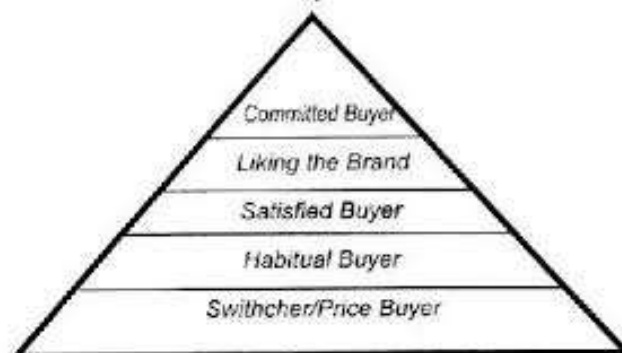 Committed Buyer
Liking the Brand
Satisfied Buyer
Habitual Buyer
Swithcher/Price Buyer